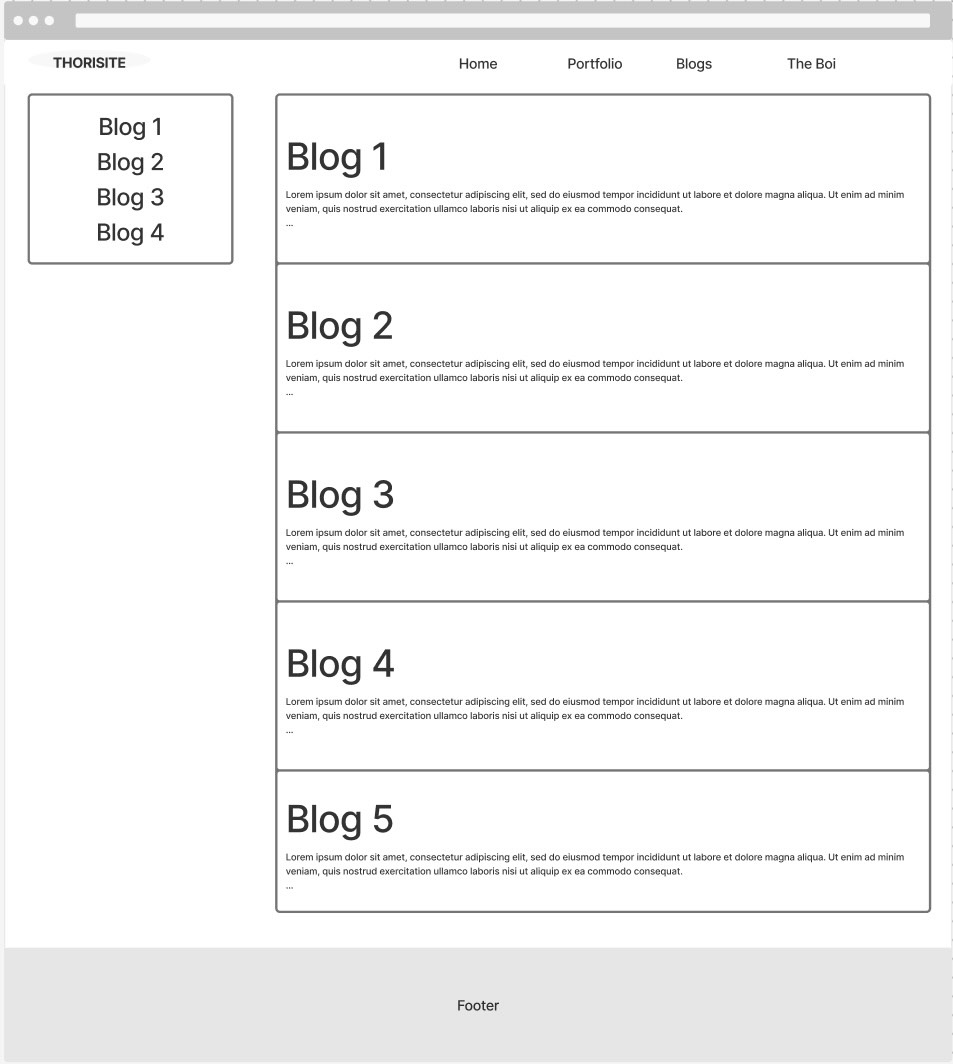 THORISITE
Home Portfolio Blogs The Boi
Blog 1
Blog 2
Blog 3
Blog 4
Blog 1
Lorem ipsum dolor sit amet, consectetur adipiscing elit, sed do eiusmod tempor incididunt ut labore et dolore magna aliqua. Ut enim ad minim
veniam, quis nostrud exercitation ullamco laboris nisi ut aliquip ex ea commodo consequat.
...
Blog 2
Lorem ipsum dolor sit amet, consectetur adipiscing elit, sed do eiusmod tempor incididunt ut labore et dolore magna aliqua. Ut enim ad minim
veniam, quis nostrud exercitation ullamco laboris nisi ut aliquip ex ea commodo consequat.
...
Blog 3
Lorem ipsum dolor sit amet, consectetur adipiscing elit, sed do eiusmod tempor incididunt ut labore et dolore magna aliqua. Ut enim ad minim
veniam, quis nostrud exercitation ullamco laboris nisi ut aliquip ex ea commodo consequat.
...
Blog 4
Lorem ipsum dolor sit amet, consectetur adipiscing elit, sed do eiusmod tempor incididunt ut labore et dolore magna aliqua. Ut enim ad minim
veniam, quis nostrud exercitation ullamco laboris nisi ut aliquip ex ea commodo consequat.
...
Blog 5
Lorem ipsum dolor sit amet, consectetur adipiscing elit, sed do eiusmod tempor incididunt ut labore et dolore magna aliqua. Ut enim ad minim
veniam, quis nostrud exercitation ullamco laboris nisi ut aliquip ex ea commodo consequat.
...
Footer